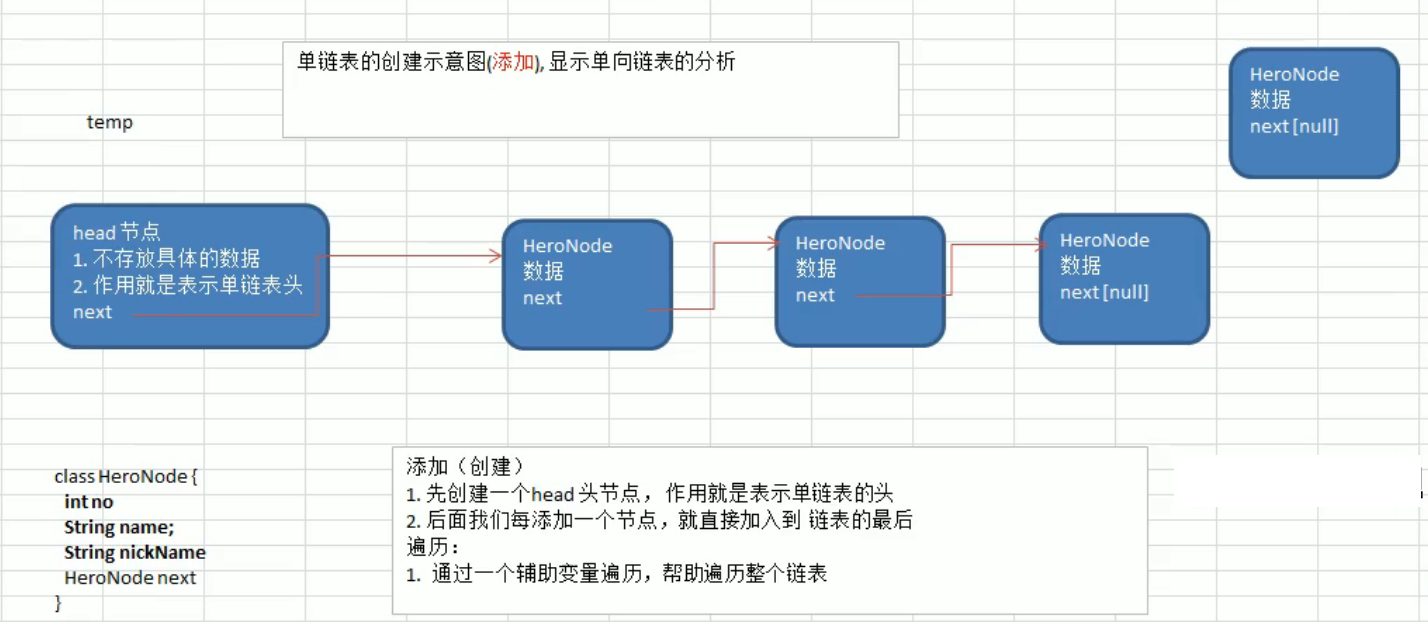 单链表的创建示意图(添加), 显示单向链表的分析
temp
HeroNode
数据
next [null]
head 节点
1. 不存放具体的数据
2. 作用就是表示单链表头
next
HeroNode
数据
next
HeroNode
数据
next
HeroNode
数据
next [null]
class HeroNode {
int no
String name;
String nickName
HeroNode next
}
添加（创建）
1. 先创建一个head 头节点， 作用就是表示单链表的头
2. 后面我们每添加一个节点，就直接加入到 链表的最后
遍历：
1. 通过一个辅助变量遍历，帮助遍历整个链表